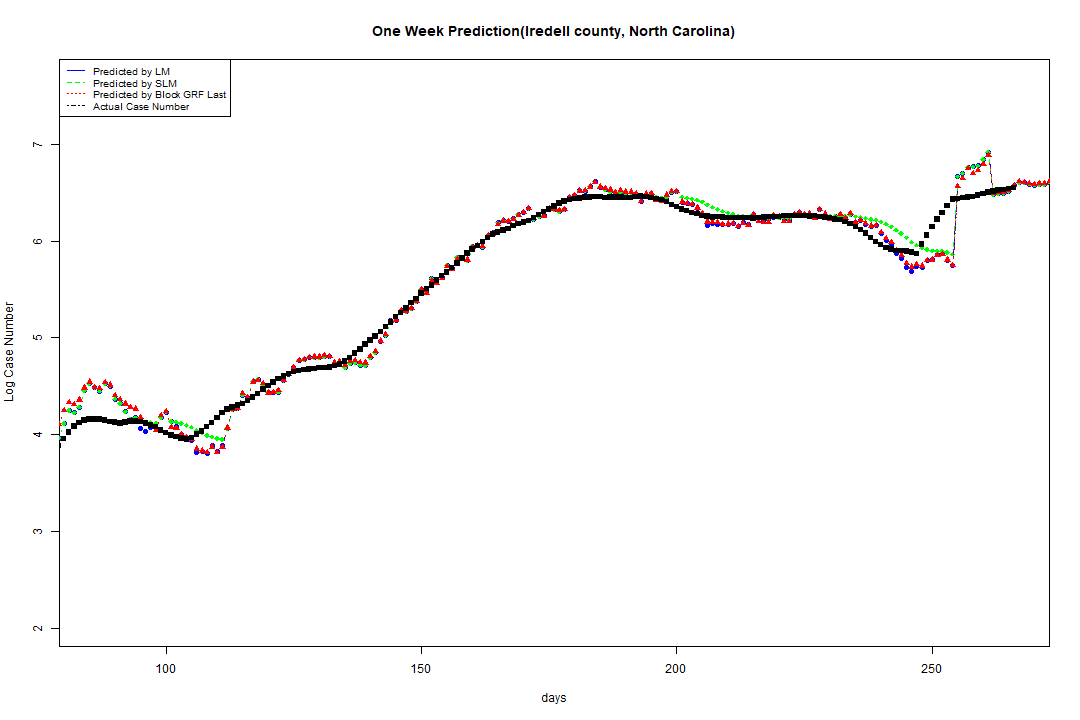 One Week Prediction(Iredell county, North Carolina)
Predicted by LM
Predicted by SLM
Predicted by Block GRF Last
Actual Case Number
Log Case Number
7
6
5
4
3
2
100 150 200 250
days